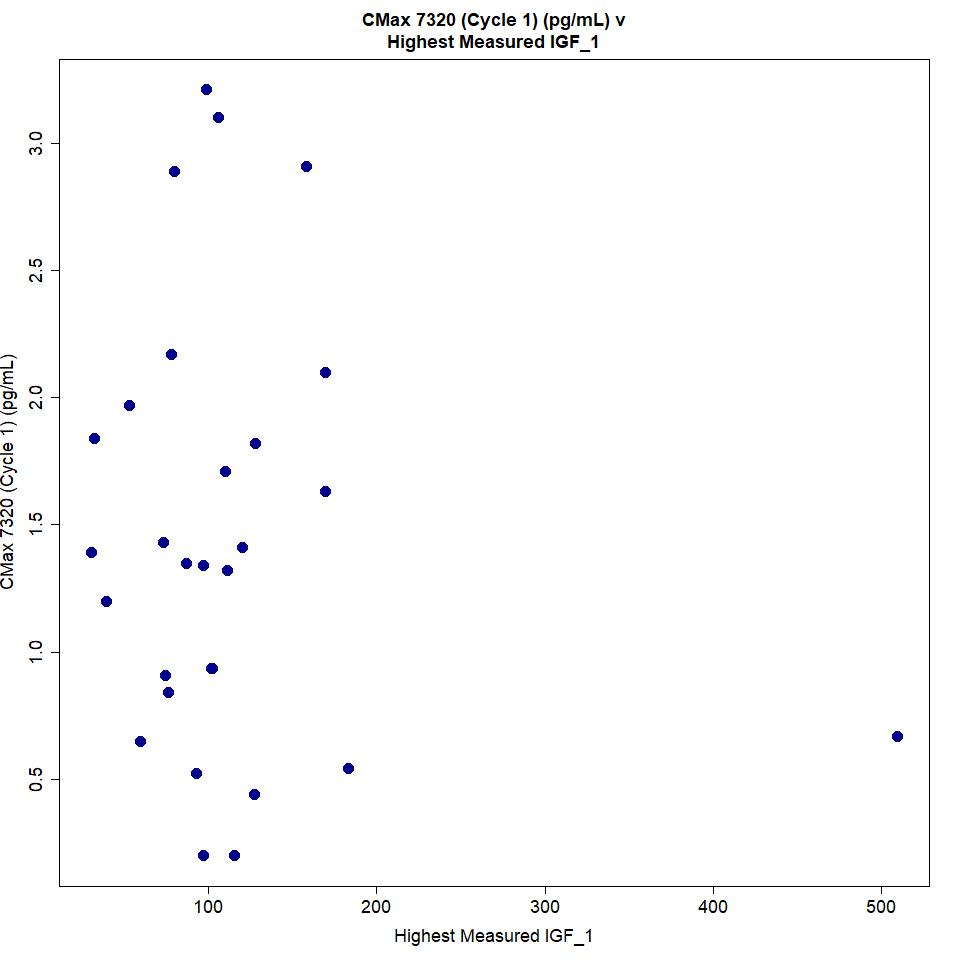 CMax 7320 (Cycle 1) (pg/mL) v
Highest Measured IGF_1
CMax 7320 (Cycle 1) (pg/mL)
3.0
2.5
2.0
1.5
1.0
0.5
100
200
300
400
500
Highest Measured IGF_1